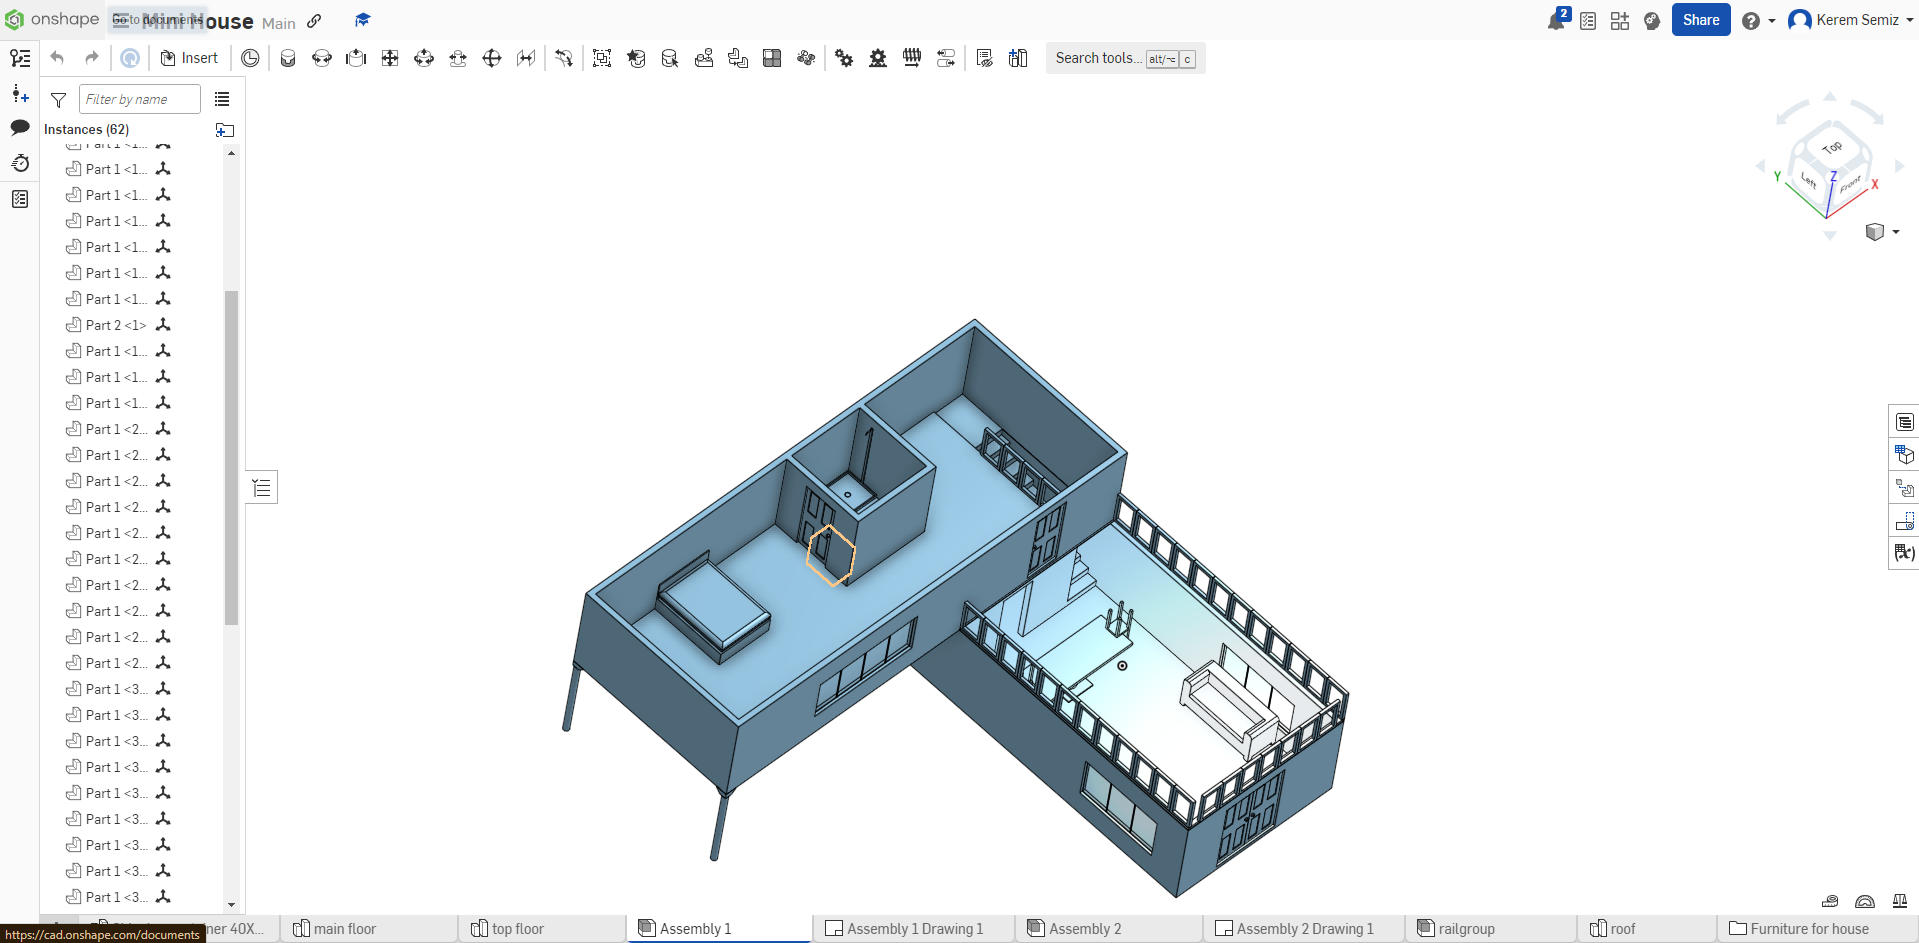 onshape
Go to documents
Mini House
Main
2
Share
Kerem Semiz
Insert
Search tools... alt/⌥ c
Filter by name
Instances (62)
Part 1 <1...
Part 1 <1...
Part 1 <1...
Part 1 <1...
Part 1 <1...
Part 1 <1...
Part 1 <1...
Part 2 <1>
Part 1 <1...
Part 1 <1...
Part 1 <1...
Part 1 <2...
Part 1 <2...
Part 1 <2...
Part 1 <2...
Part 1 <2...
Part 1 <2...
Part 1 <2...
Part 1 <2...
Part 1 <2...
Part 1 <2...
Part 1 <3...
Part 1 <3...
Part 1 <3...
Part 1 <3...
Part 1 <3...
Part 1 <3...
Part 1 <3...
Part 1 <3...
Part 1 <3...
Top
Left
Front
Z
Y
X
(x)
https://cad.onshape.com/documents
ner 40X...
main floor
top floor
Assembly 1
Assembly 1 Drawing 1
Assembly 2
Assembly 2 Drawing 1
railgroup
roof
Furniture for house